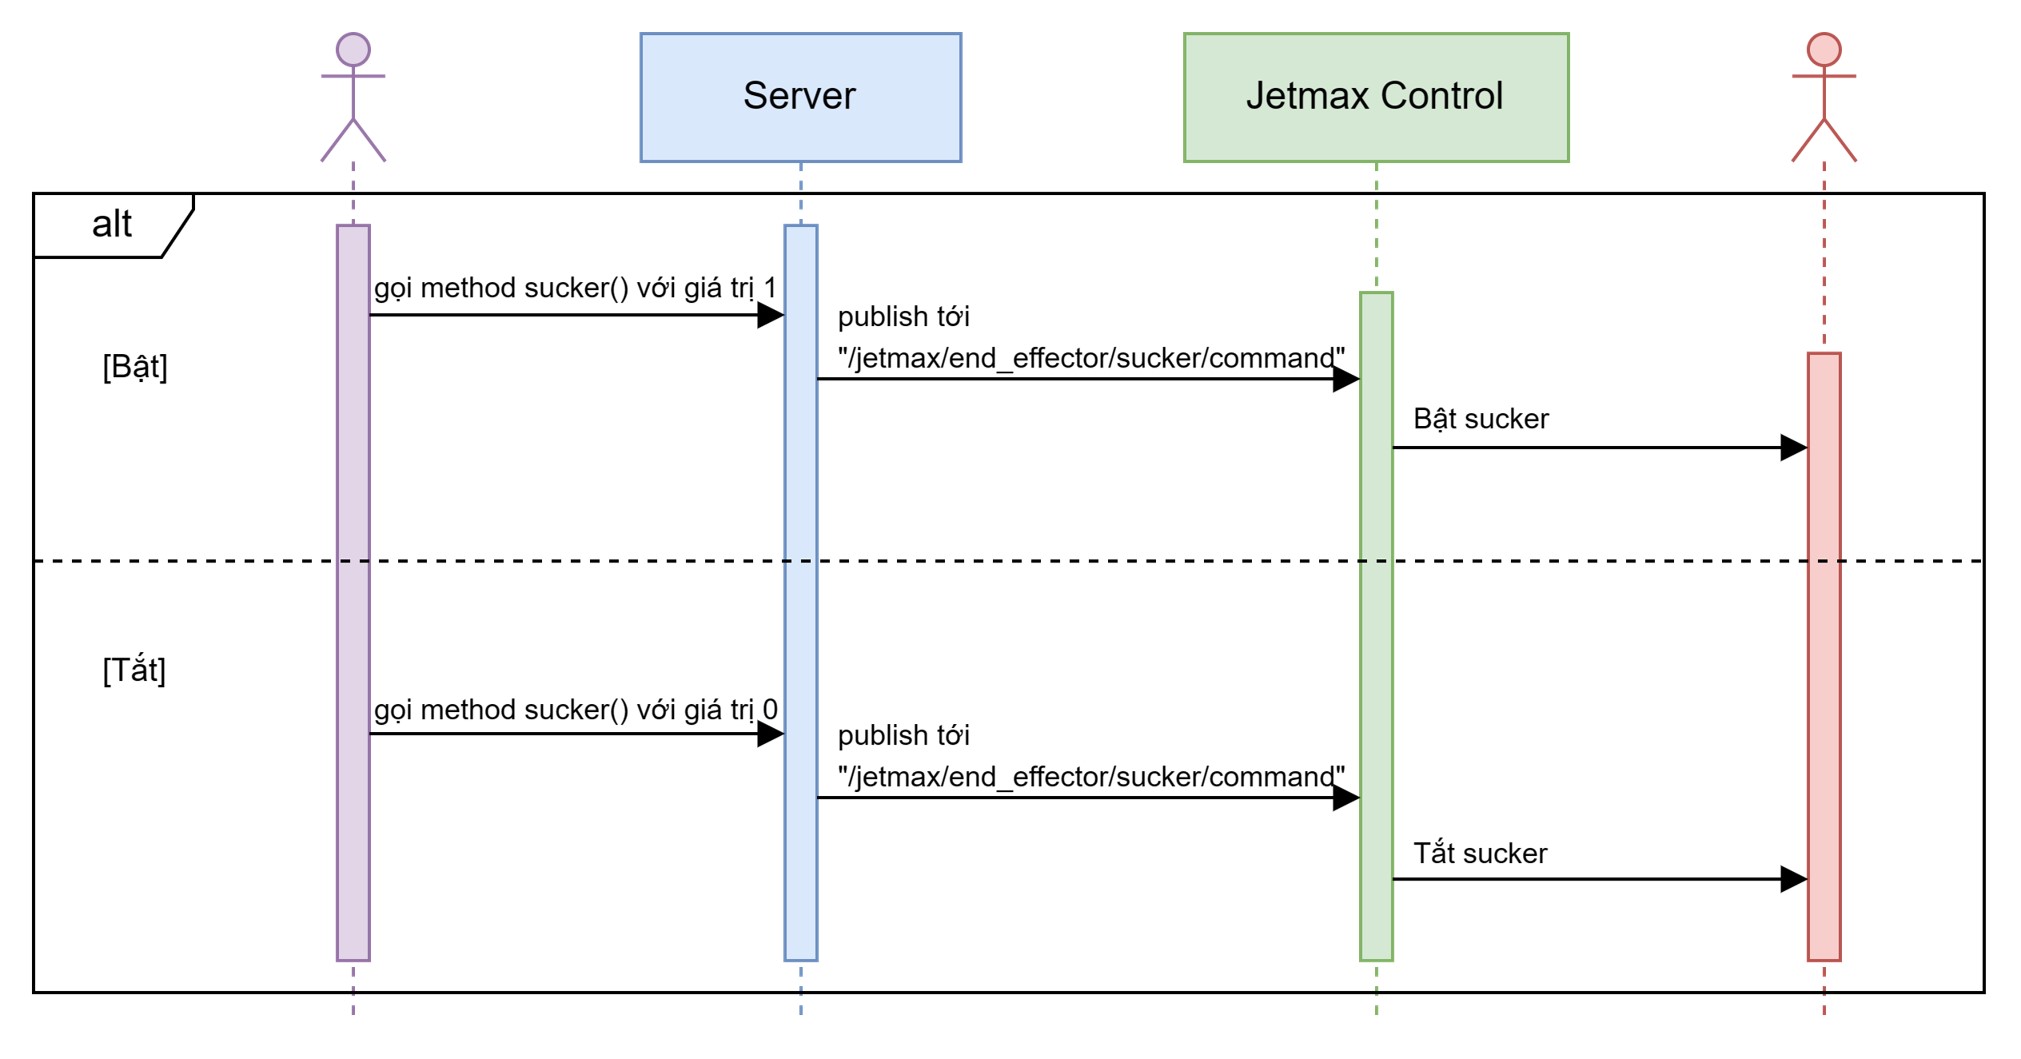 Server
Jetmax Control
alt
gọi method sucker() với giá trị 1
publish tới
"/jetmax/end_effector/sucker/command"
[Bật]
Bật sucker
[Tắt]
gọi method sucker() với giá trị 0
publish tới
"/jetmax/end_effector/sucker/command"
Tắt sucker